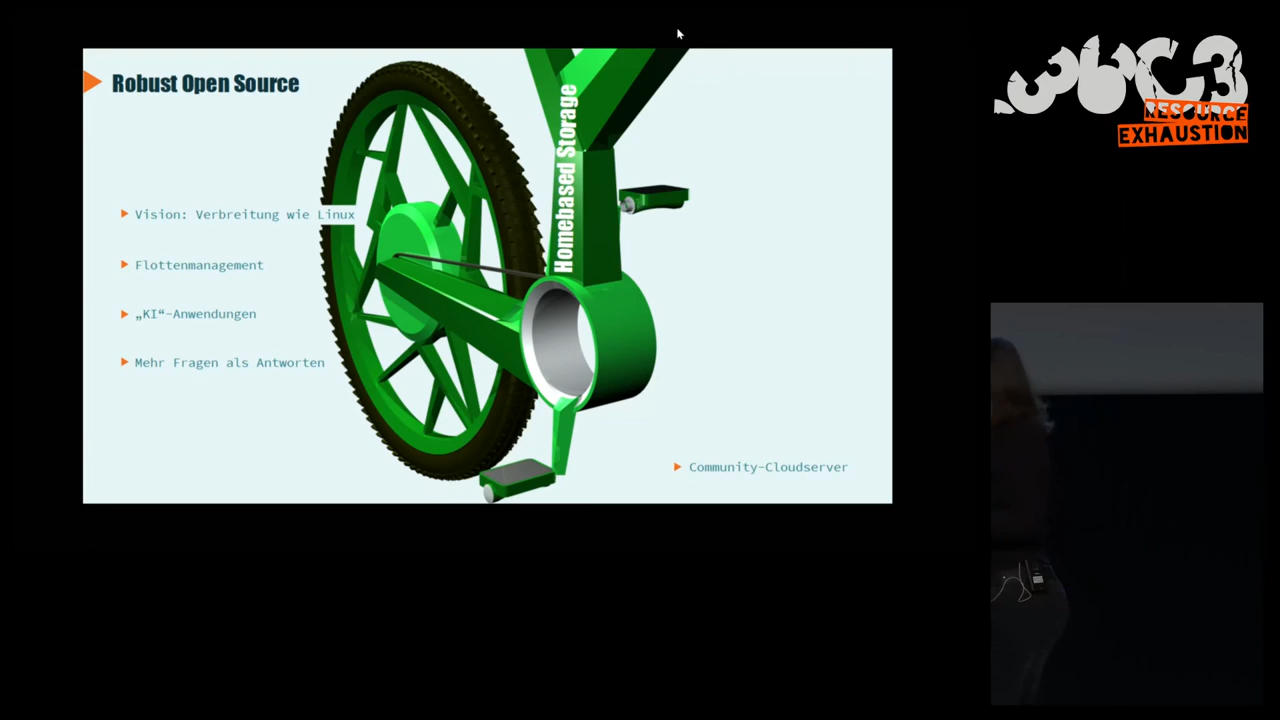 Robust Open Source
Vision: Verbreitung wie Linux
Flottenmanagement
„KI“-Anwendungen
Mehr Fragen als Antworten
Homebased Storage
Community-Cloudserver
36C3
RESOURCE
EXHAUSTION